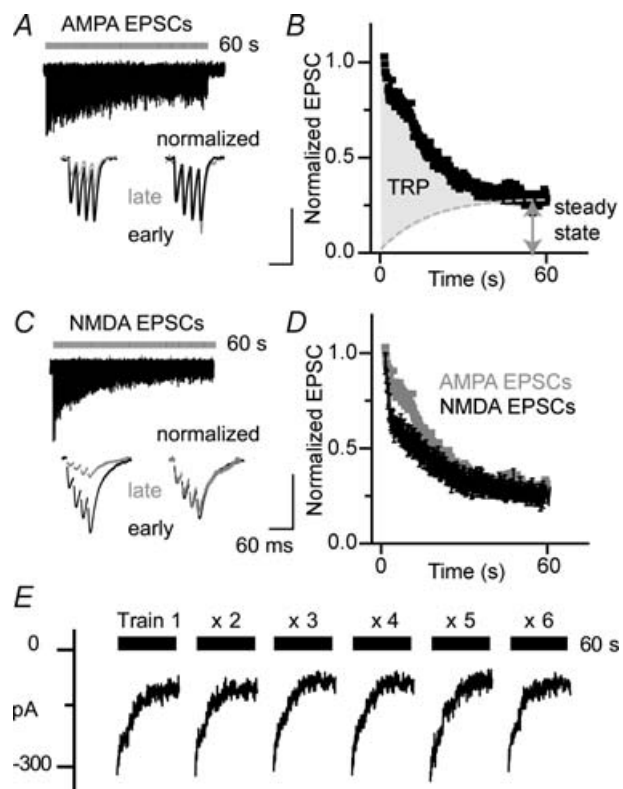 A
AMPA EPSCs
60 s
normalized
late
early
B
Normalized EPSC
1.0
0.5
0.0
TRP
steady
state
0
60
Time (s)
C
NMDA EPSCs
60 s
normalized
late
early
60 ms
D
Normalized EPSC
1.0
0.5
0.0
AMPA EPSCs
NMDA EPSCs
0
60
Time (s)
E
Train 1 x 2 x 3 x 4 x 5 x 6
0
60 s
pA
-300